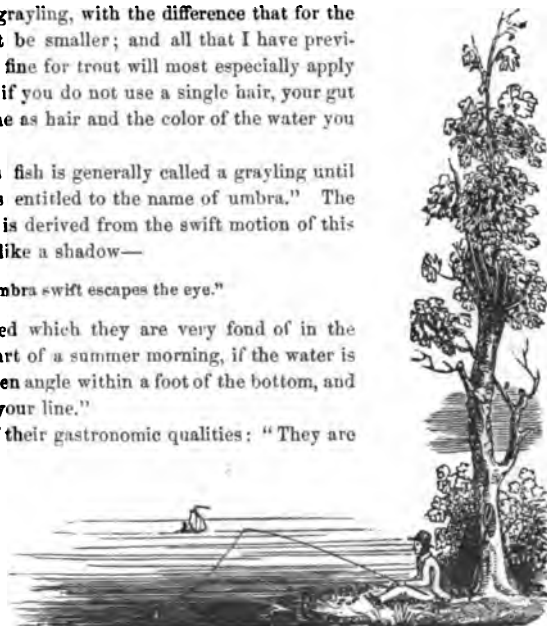 grayling, with the difference that for the
be smaller; and all that I have previ-
fine for trout will most especially apply
if you do not use a single hair, your gut
as hair and the color of the water you
fish is generally called a grayling until
entitled to the name of umbra." The
is derived from the swift motion of this
like a shadow—
swift escapes the eye."
which they are very fond of in the
of a summer morning, if the water is
angle within a foot of the bottom, and
your line."
their gastronomic qualities: "They are